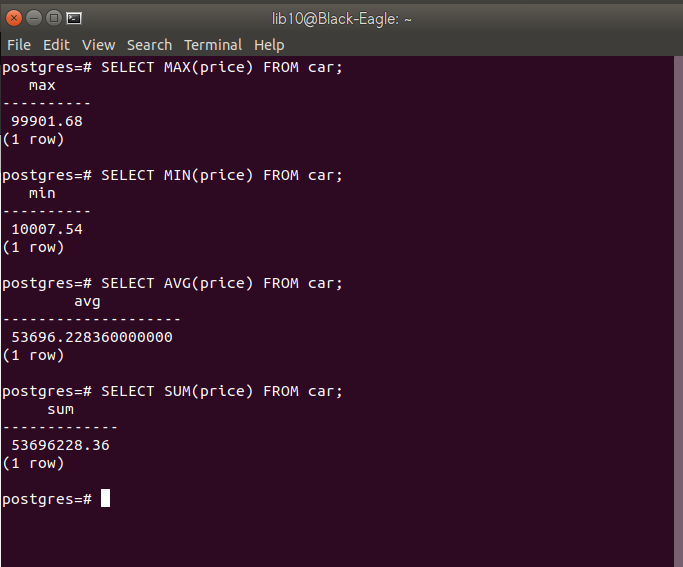 lib10@Black-Eagle: ~
File Edit View Search Terminal Help
postgres=# SELECT MAX(price) FROM car;
   max
----------
 99901.68
(1 row)

postgres=# SELECT MIN(price) FROM car;
   min
----------
 10007.54
(1 row)

postgres=# SELECT AVG(price) FROM car;
        avg
--------------------
 53696.228360000000
(1 row)

postgres=# SELECT SUM(price) FROM car;
     sum
-------------
 53696228.36
(1 row)

postgres=#